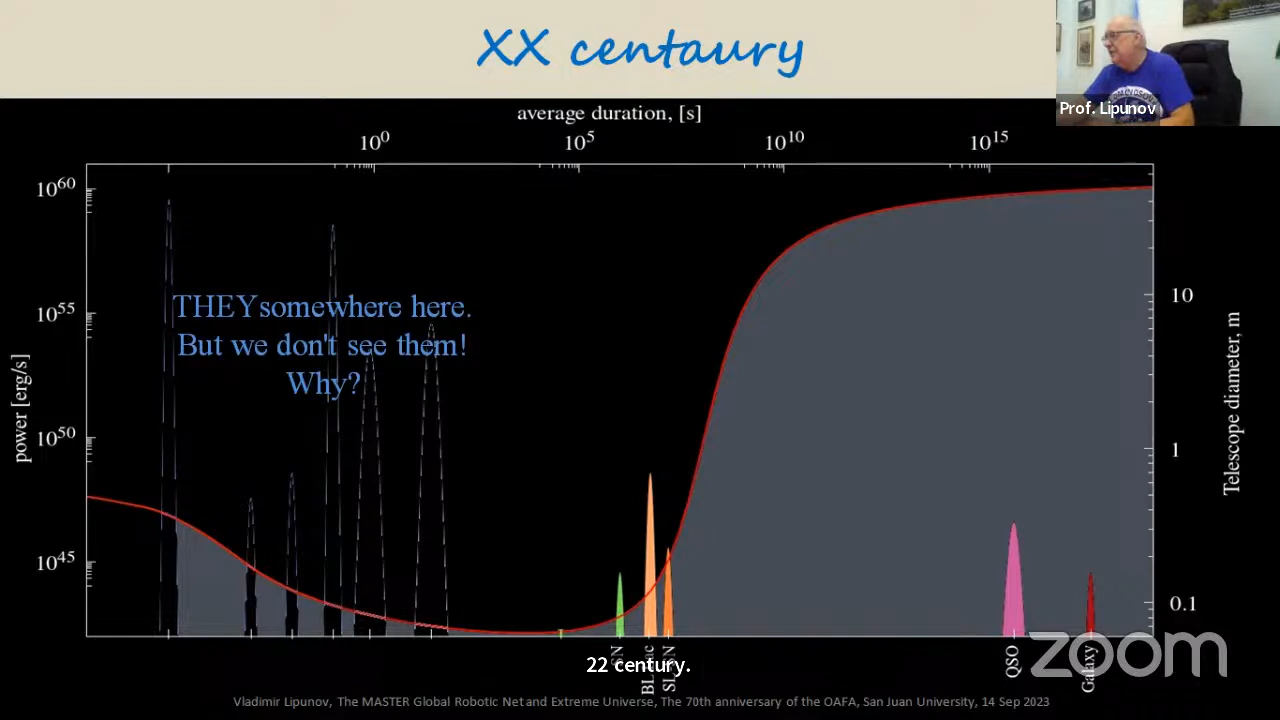 XX centaury
Prof. Lipunov
average duration, [s]
10^0 10^5 10^10 10^15
10^60
10^55
10^50
10^45
power [erg/s]
THEYsomewhere here.
But we don't see them!
Why?
10
1
0.1
Telescope diameter, m
SN
QSO
Galaxy
22 century.
zoom
Vladimir Lipunov, The MASTER Global Robotic Net and Extreme Universe, The 70th anniversary of the OAFA, San Juan University, 14 Sep 2023